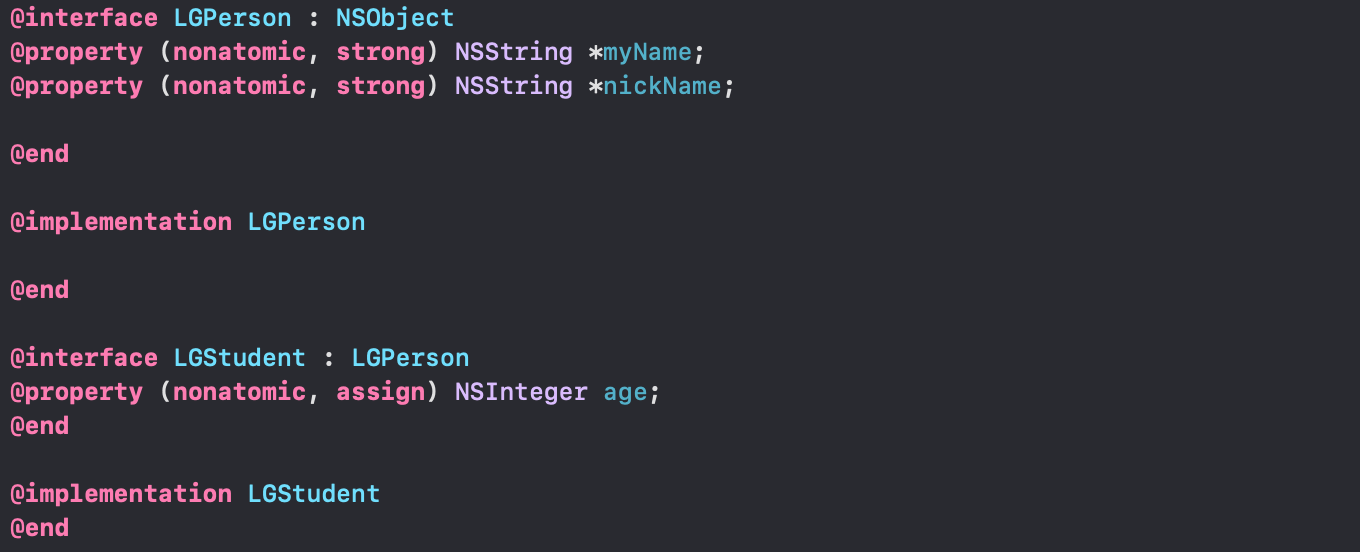 @interface LGPerson : NSObject
@property (nonatomic, strong) NSString *myName;
@property (nonatomic, strong) NSString *nickName;
@end
@implementation LGPerson
@end
@interface LGStudent : LGPerson
@property (nonatomic, assign) NSInteger age;
@end
@implementation LGStudent
@end